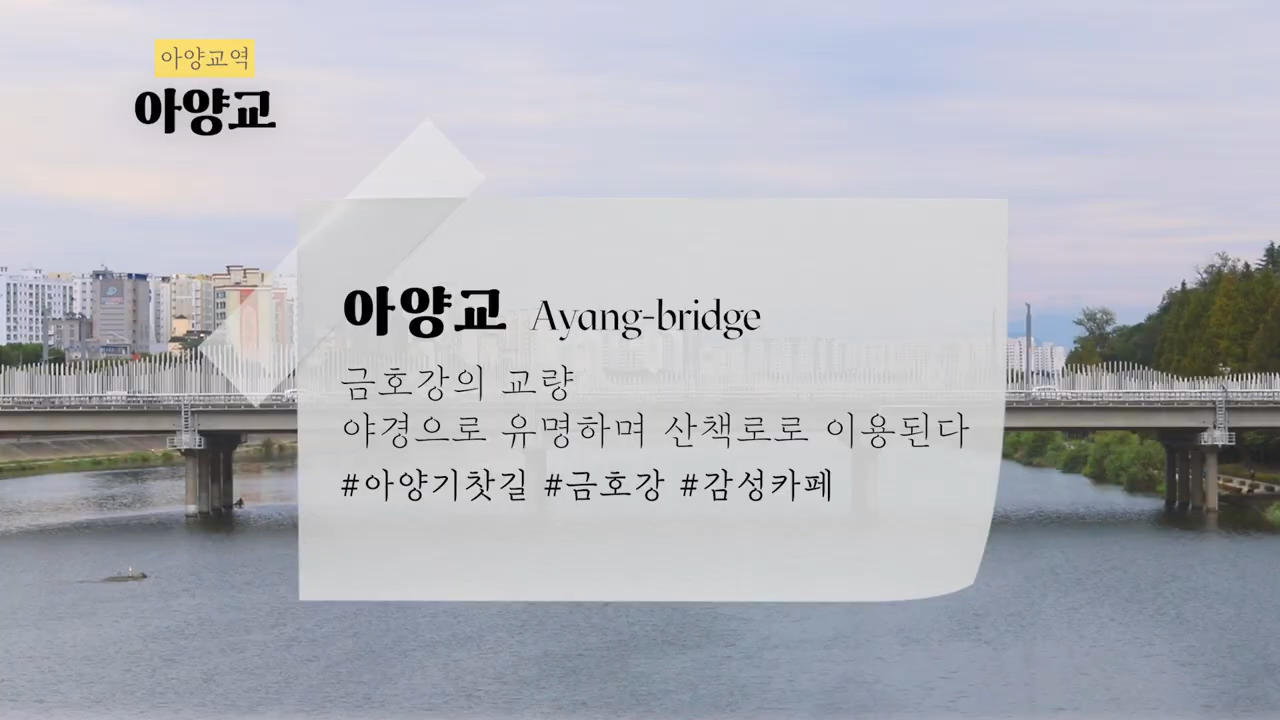 아양교역
아양교
아양교 Ayang-bridge
금호강의 교량
야경으로 유명하며 산책로로 이용된다
#아양기찻길 #금호강 #감성카페